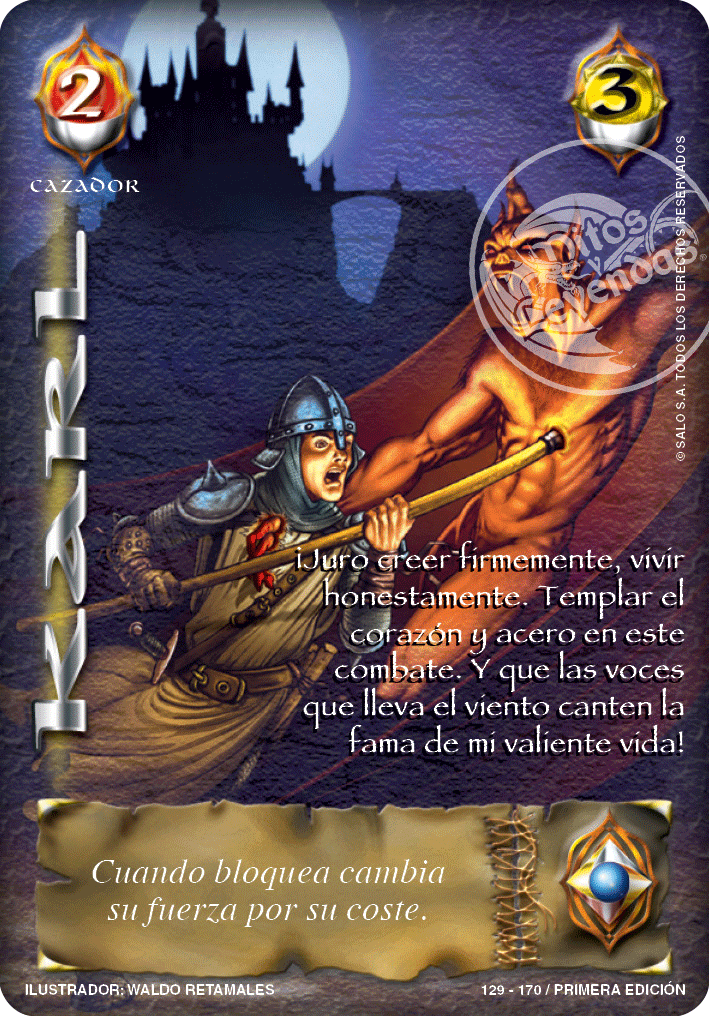 2
3
CAZADOR
KARL
Mitos y Leyendas
®
© SALO S.A. TODOS LOS DERECHOS RESERVADOS
¡Juro creer firmemente, vivir
honestamente. Templar el
corazón y acero en este
combate. Y que las voces
que lleva el viento canten la
fama de mi valiente vida!
Cuando bloquea cambia
su fuerza por su coste.
ILUSTRADOR: WALDO RETAMALES
129 - 170 / PRIMERA EDICIÓN